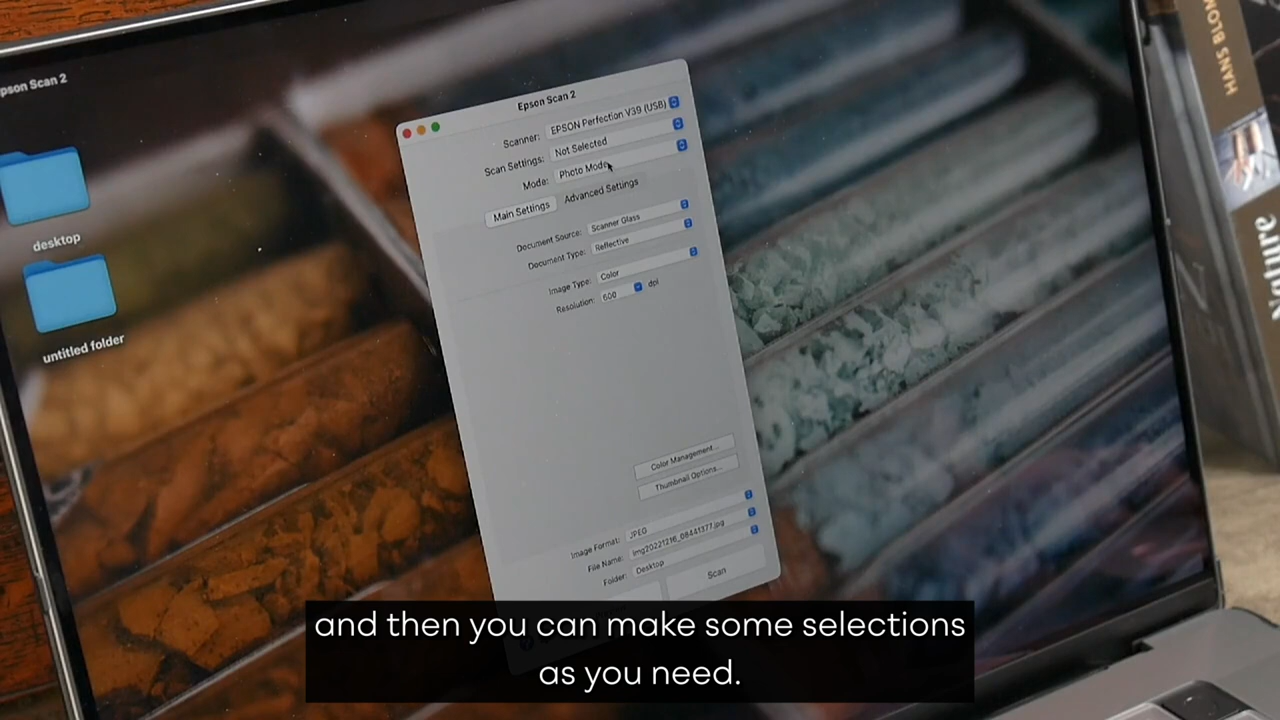 Epson Scan 2
pson Scan 2
Scanner: EPSON Perfection V39 (USB)
Scan Settings: Not Selected
Mode: Photo Mode
Main Settings Advanced Settings
Document Source: Scanner Glass
Document Type: Reflective
Image Type: Color
Resolution: 600 dpi
Color Management...
Thumbnail Options...
Image Format: JPEG
File Name: img20221216_08441377.jpg
Folder: Desktop
Scan
desktop
untitled folder
HANS BLOM
Nature
and then you can make some selections
as you need.